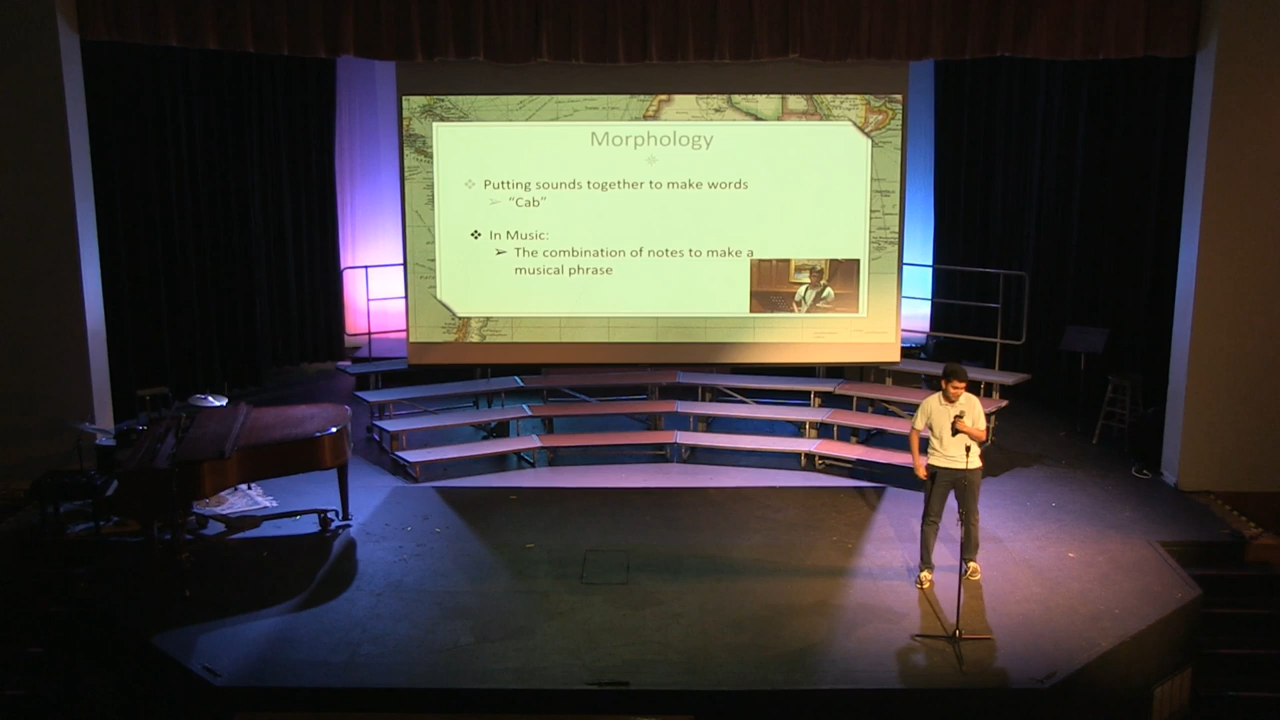 Morphology
Putting sounds together to make words
“Cab”
In Music:
The combination of notes to make a
musical phrase